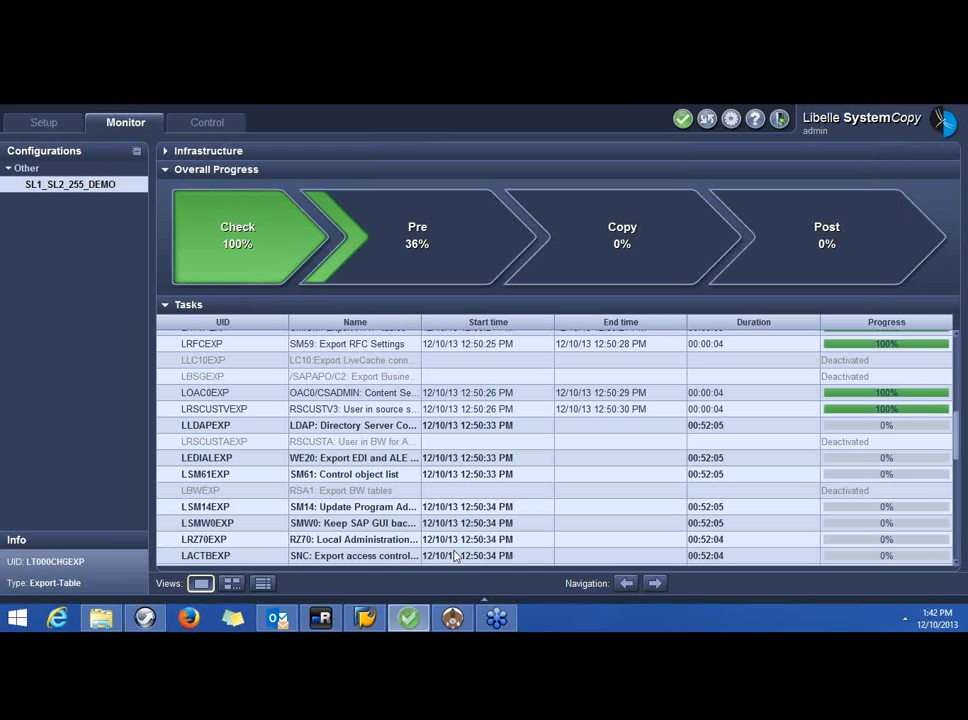 Setup
Monitor
Control
Libelle SystemCopy
admin
Configurations
Other
SL1_SL2_255_DEMO
Infrastructure
Overall Progress
Check
100%
Pre
36%
Copy
0%
Post
0%
Tasks
UID Name Start time End time Duration Progress
LRFCEXP SM59: Export RFC Settings 12/10/13 12:50:25 PM 12/10/13 12:50:28 PM 00:00:04 100%
LLC10EXP LC10:Export LiveCache conn... Deactivated
LBSGEXP /SAPAPO/C2: Export Busine... Deactivated
LOAC0EXP OAC0/CSADMIN: Content Se... 12/10/13 12:50:26 PM 12/10/13 12:50:29 PM 00:00:04 100%
LRSCUSTVEXP RSCUSTV3: User in source s... 12/10/13 12:50:26 PM 12/10/13 12:50:30 PM 00:00:04 100%
LLDAPEXP LDAP: Directory Server Co... 12/10/13 12:50:33 PM 00:52:05 0%
LRSCUSTAEXP RSCUSTA: User in BW for A... Deactivated
LEDIALEXP WE20: Export EDI and ALE ... 12/10/13 12:50:33 PM 00:52:05 0%
LSM61EXP SM61: Control object list 12/10/13 12:50:33 PM 00:52:05 0%
LBWEXP RSA1: Export BW tables Deactivated
LSM14EXP SM14: Update Program Ad... 12/10/13 12:50:34 PM 00:52:05 0%
LSMW0EXP SMW0: Keep SAP GUI bac... 12/10/13 12:50:34 PM 00:52:05 0%
LRZ70EXP RZ70: Local Administration... 12/10/13 12:50:34 PM 00:52:04 0%
LACTBEXP SNC: Export access control... 12/10/13 12:50:34 PM 00:52:04 0%
Info
UID: LT000CHGEXP
Type: Export-Table
Views:
Navigation:
1:42 PM
12/10/2013